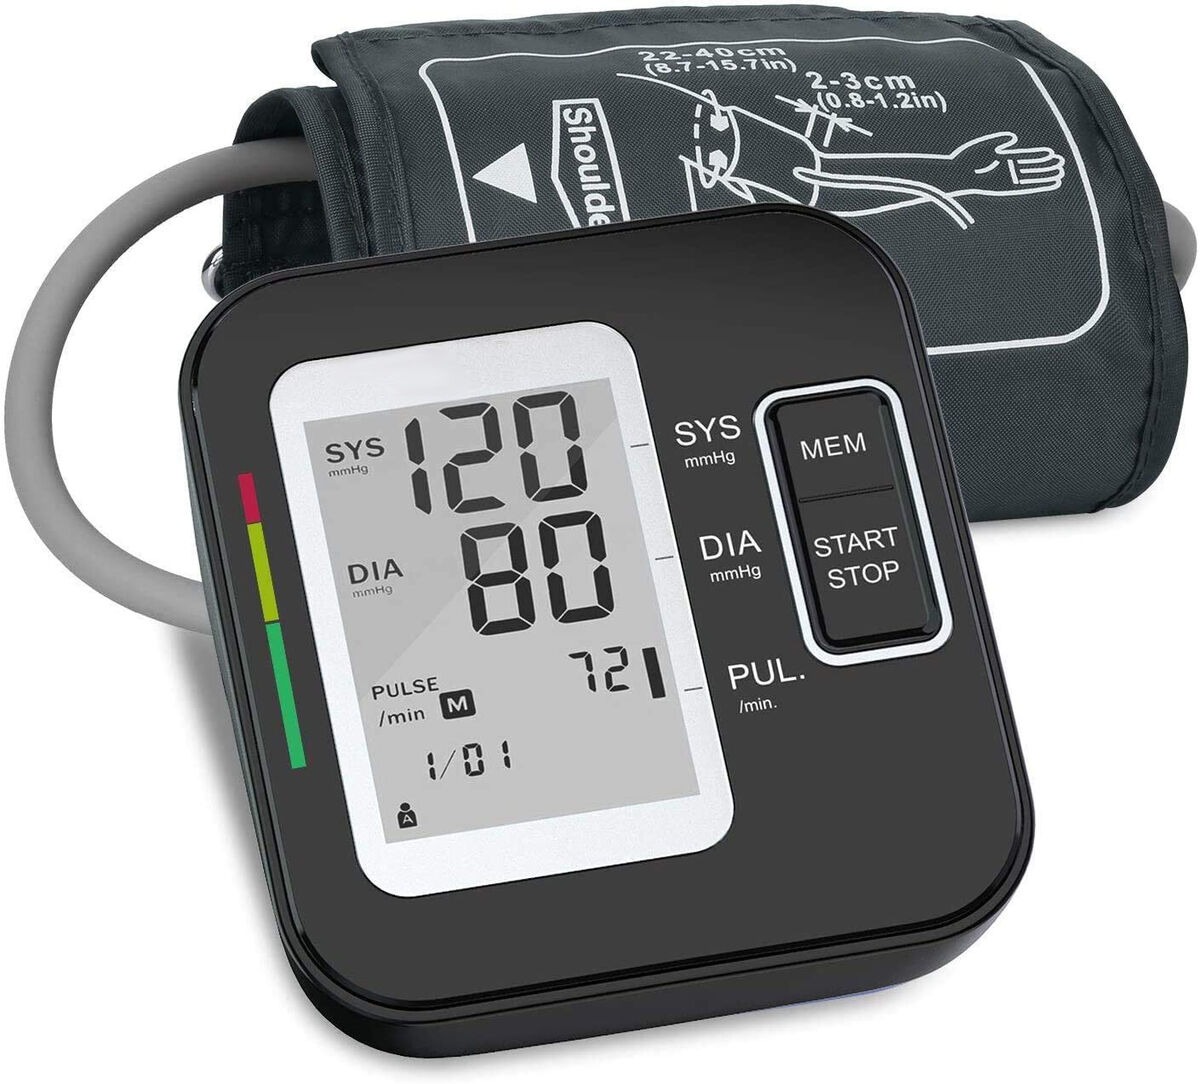 22-40cm
(8.7-15.7in)
2-3cm
(0.8-1.2in)
SYS
mmHg
120
DIA
mmHg
80
PULSE
/min
M
72
1/01
A
SYS
mmHg
DIA
mmHg
PUL.
/min.
MEM
START
STOP